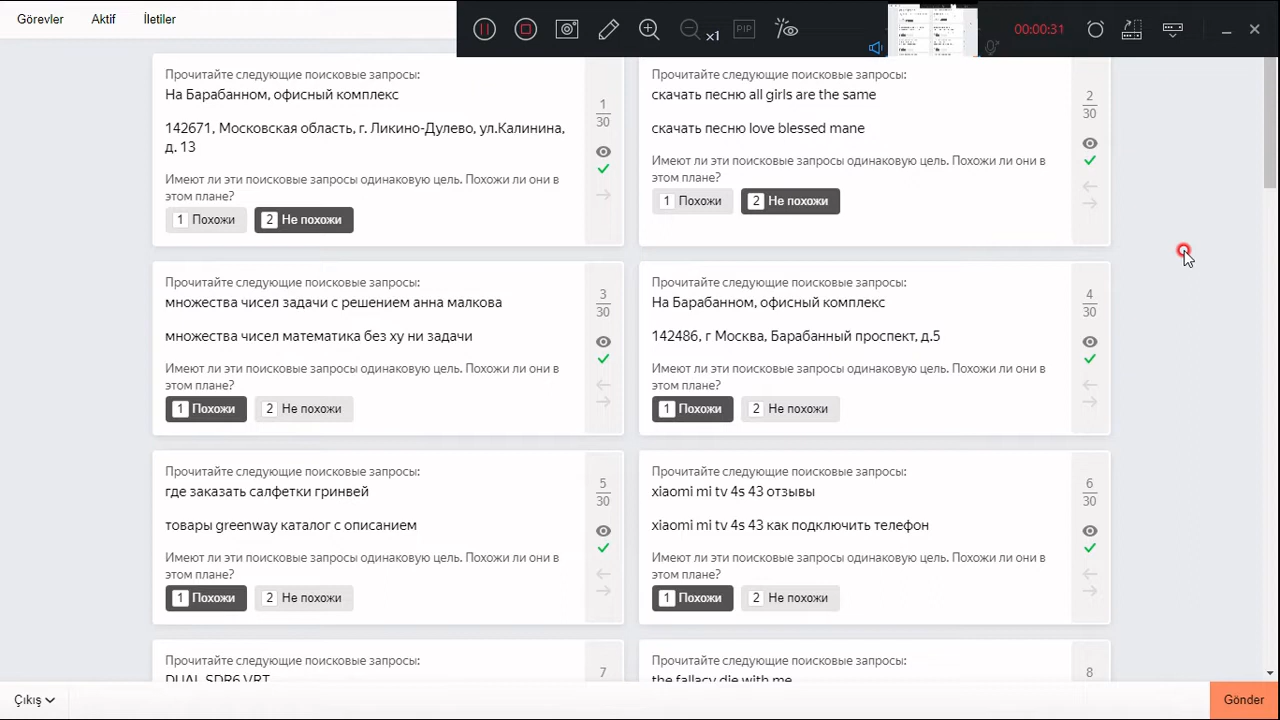 Görevler Aktif İletiler
x1
00:00:31
Прочитайте следующие поисковые запросы:
На Барабанном, офисный комплекс
142671, Московская область, г. Ликино-Дулево, ул.Калинина,
д. 13
Имеют ли эти поисковые запросы одинаковую цель. Похожи ли они в
этом плане?
1 Похожи 2 Не похожи
1
30
Прочитайте следующие поисковые запросы:
скачать песню all girls are the same
скачать песню love blessed mane
Имеют ли эти поисковые запросы одинаковую цель. Похожи ли они в
этом плане?
1 Похожи 2 Не похожи
2
30
Прочитайте следующие поисковые запросы:
множества чисел задачи с решением анна малкова
множества чисел математика без ху ни задачи
Имеют ли эти поисковые запросы одинаковую цель. Похожи ли они в
этом плане?
1 Похожи 2 Не похожи
3
30
Прочитайте следующие поисковые запросы:
На Барабанном, офисный комплекс
142486, г Москва, Барабанный проспект, д.5
Имеют ли эти поисковые запросы одинаковую цель. Похожи ли они в
этом плане?
1 Похожи 2 Не похожи
4
30
Прочитайте следующие поисковые запросы:
где заказать салфетки гринвей
товары greenway каталог с описанием
Имеют ли эти поисковые запросы одинаковую цель. Похожи ли они в
этом плане?
1 Похожи 2 Не похожи
5
30
Прочитайте следующие поисковые запросы:
xiaomi mi tv 4s 43 отзывы
xiaomi mi tv 4s 43 как подключить телефон
Имеют ли эти поисковые запросы одинаковую цель. Похожи ли они в
этом плане?
1 Похожи 2 Не похожи
6
30
Прочитайте следующие поисковые запросы:
DUAL SDR6 VRT
7
Прочитайте следующие поисковые запросы:
the fallacy die with me
8
Çıkış
Gönder